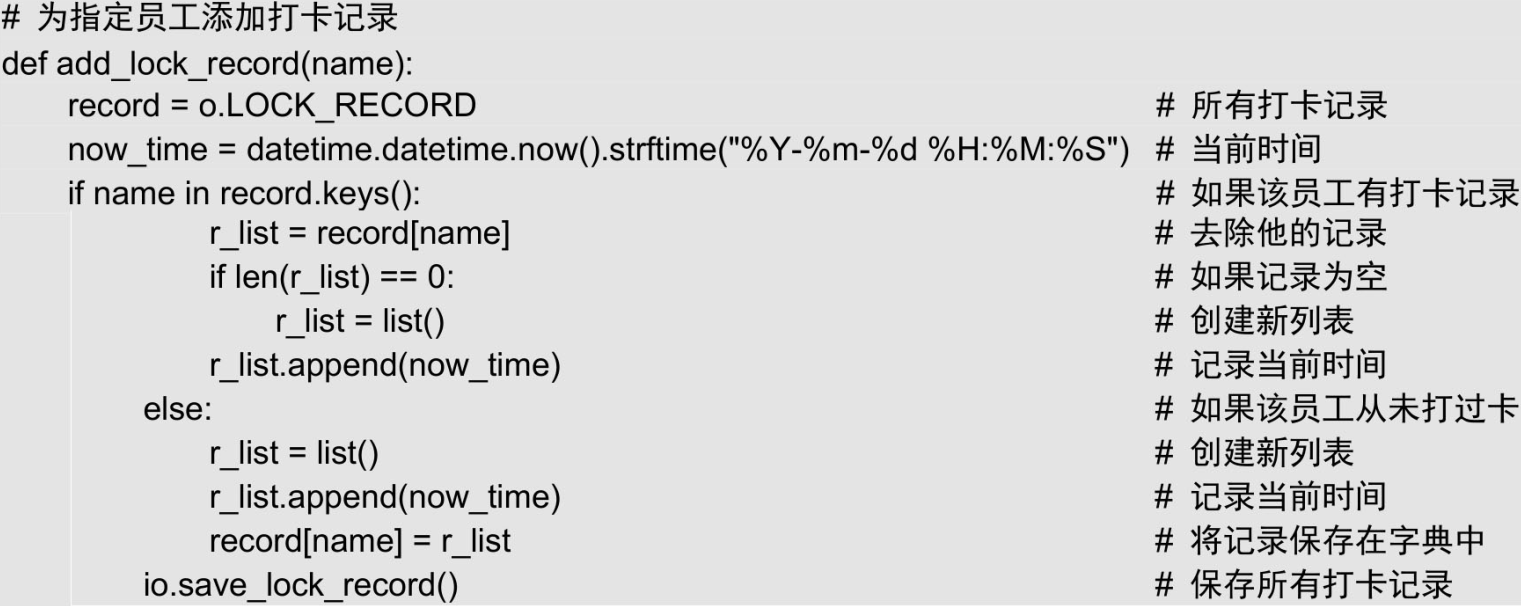 # 为指定员工添加打卡记录
def add_lock_record(name):
    record = o.LOCK_RECORD # 所有打卡记录
    now_time = datetime.datetime.now().strftime("%Y-%m-%d %H:%M:%S") # 当前时间
    if name in record.keys(): # 如果该员工有打卡记录
            r_list = record[name] # 去除他的记录
            if len(r_list) == 0: # 如果记录为空
                r_list = list() # 创建新列表
            r_list.append(now_time) # 记录当前时间
        else: # 如果该员工从未打过卡
            r_list = list() # 创建新列表
            r_list.append(now_time) # 记录当前时间
            record[name] = r_list # 将记录保存在字典中
        io.save_lock_record() # 保存所有打卡记录